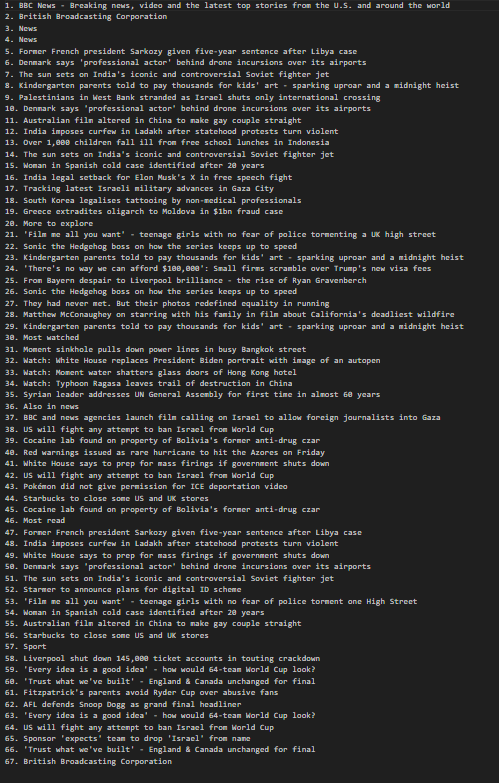 1. BBC News - Breaking news, video and the latest top stories from the U.S. and around the world
2. British Broadcasting Corporation
3. News
4. News
5. Former French president Sarkozy given five-year sentence after Libya case
6. Denmark says 'professional actor' behind drone incursions over its airports
7. The sun sets on India's iconic and controversial Soviet fighter jet
8. Kindergarten parents told to pay thousands for kids' art - sparking uproar and a midnight heist
9. Palestinians in West Bank stranded as Israel shuts only international crossing
10. Denmark says 'professional actor' behind drone incursions over its airports
11. Australian film altered in China to make gay couple straight
12. India imposes curfew in Ladakh after statehood protests turn violent
13. Over 1,000 children fall ill from free school lunches in Indonesia
14. The sun sets on India's iconic and controversial Soviet fighter jet
15. Woman in Spanish cold case identified after 20 years
16. India legal setback for Elon Musk's X in free speech fight
17. Tracking latest Israeli military advances in Gaza City
18. South Korea legalises tattooing by non-medical professionals
19. Greece extradites oligarch to Moldova in $1bn fraud case
20. More to explore
21. 'Film me all you want' - teenage girls with no fear of police tormenting a UK high street
22. Sonic the Hedgehog boss on how the series keeps up to speed
23. Kindergarten parents told to pay thousands for kids' art - sparking uproar and a midnight heist
24. 'There's no way we can afford $100,000': Small firms scramble over Trump's new visa fees
25. From Bayern despair to Liverpool brilliance - the rise of Ryan Gravenberch
26. Sonic the Hedgehog boss on how the series keeps up to speed
27. They had never met. But their photos redefined equality in running
28. Matthew McConaughey on starring with his family in film about California's deadliest wildfire
29. Kindergarten parents told to pay thousands for kids' art - sparking uproar and a midnight heist
30. Most watched
31. Moment sinkhole pulls down power lines in busy Bangkok street
32. Watch: White House replaces President Biden portrait with image of an autopen
33. Watch: Moment water shatters glass doors of Hong Kong hotel
34. Watch: Typhoon Ragasa leaves trail of destruction in China
35. Syrian leader addresses UN General Assembly for first time in almost 60 years
36. Also in news
37. BBC and news agencies launch film calling on Israel to allow foreign journalists into Gaza
38. US will fight any attempt to ban Israel from World Cup
39. Cocaine lab found on property of Bolivia's former anti-drug czar
40. Red warnings issued as rare hurricane to hit the Azores on Friday
41. White House says to prep for mass firings if government shuts down
42. US will fight any attempt to ban Israel from World Cup
43. Pokémon did not give permission for ICE deportation video
44. Starbucks to close some US and UK stores
45. Cocaine lab found on property of Bolivia's former anti-drug czar
46. Most read
47. Former French president Sarkozy given five-year sentence after Libya case
48. India imposes curfew in Ladakh after statehood protests turn violent
49. White House says to prep for mass firings if government shuts down
50. Denmark says 'professional actor' behind drone incursions over its airports
51. The sun sets on India's iconic and controversial Soviet fighter jet
52. Starmer to announce plans for digital ID scheme
53. 'Film me all you want' - teenage girls with no fear of police torment one High Street
54. Woman in Spanish cold case identified after 20 years
55. Australian film altered in China to make gay couple straight
56. Starbucks to close some US and UK stores
57. Sport
58. Liverpool shut down 145,000 ticket accounts in touting crackdown
59. 'Every idea is a good idea' - how would 64-team World Cup look?
60. 'Trust what we've built' - England & Canada unchanged for final
61. Fitzpatrick's parents avoid Ryder Cup over abusive fans
62. AFL defends Snoop Dogg as grand final headliner
63. 'Every idea is a good idea' - how would 64-team World Cup look?
64. US will fight any attempt to ban Israel from World Cup
65. Sponsor 'expects' team to drop 'Israel' from name
66. 'Trust what we've built' - England & Canada unchanged for final
67. British Broadcasting Corporation